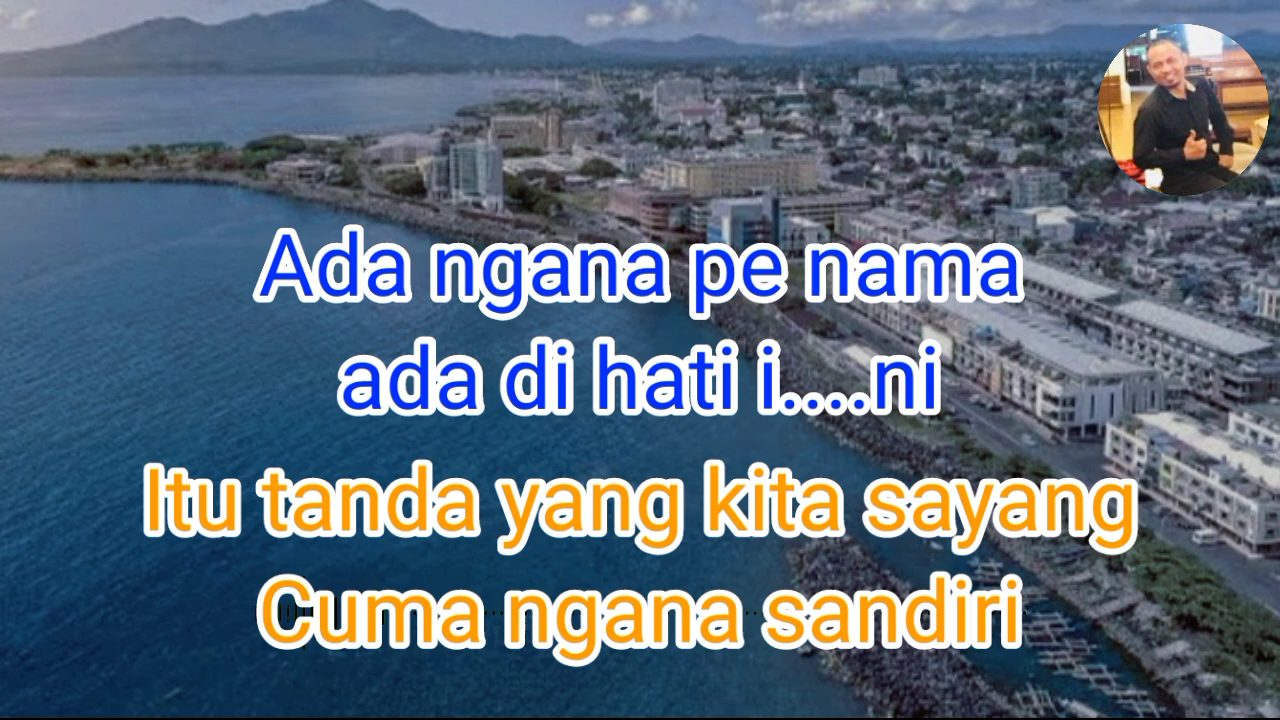 Ada ngana pe nama
ada di hati i....ni
Itu tanda yang kita sayang
Cuma ngana sandiri